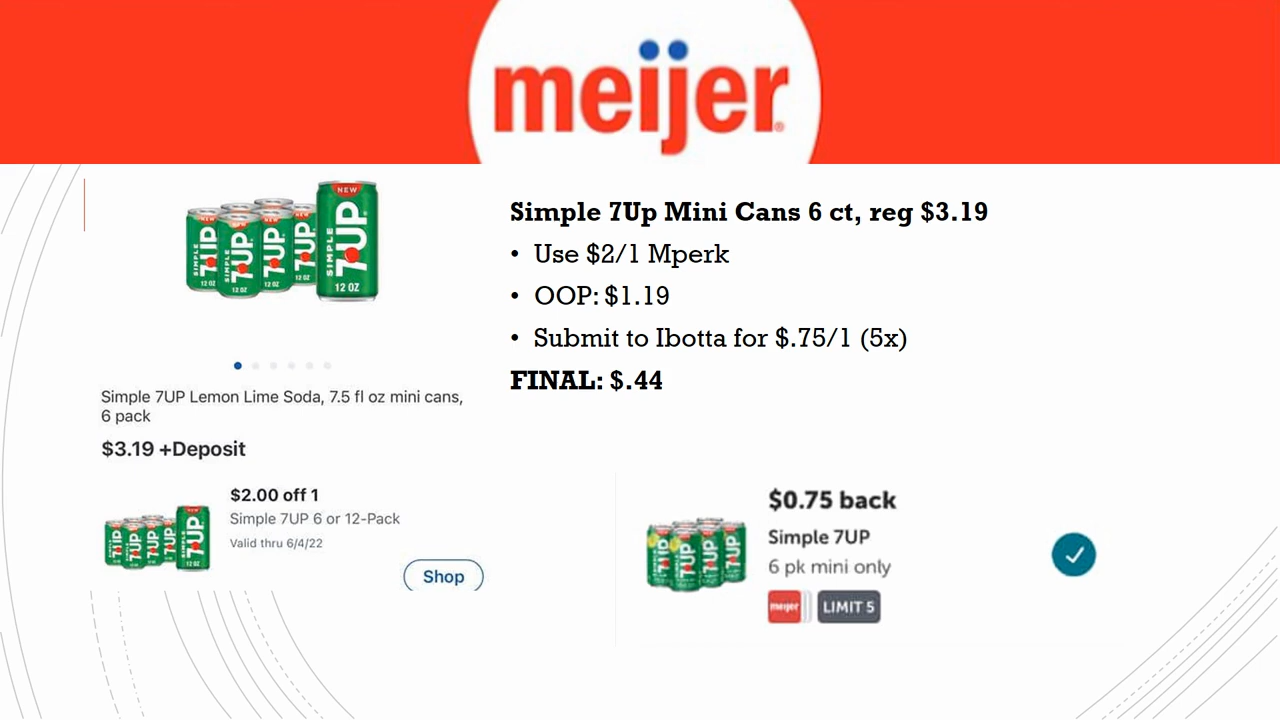 meijer
NEW
SIMPLE 7UP
12 OZ
Simple 7Up Mini Cans 6 ct, reg $3.19
• Use $2/1 Mperk
• OOP: $1.19
• Submit to Ibotta for $.75/1 (5x)
FINAL: $.44
Simple 7UP Lemon Lime Soda, 7.5 fl oz mini cans,
6 pack
$3.19 +Deposit
$2.00 off 1
Simple 7UP 6 or 12-Pack
Valid thru 6/4/22
Shop
$0.75 back
Simple 7UP
6 pk mini only
meijer LIMIT 5